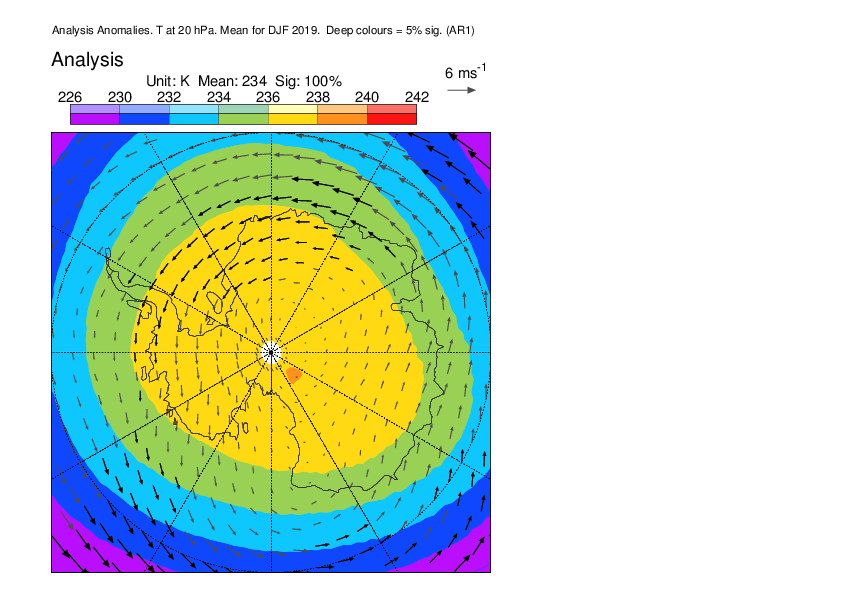 Analysis Anomalies. T at 20 hPa. Mean for DJF 2019.  Deep colours = 5% sig. (AR1)
Analysis
6 ms-1
Unit: K  Mean: 234  Sig: 100%
226 230 232 234 236 238 240 242